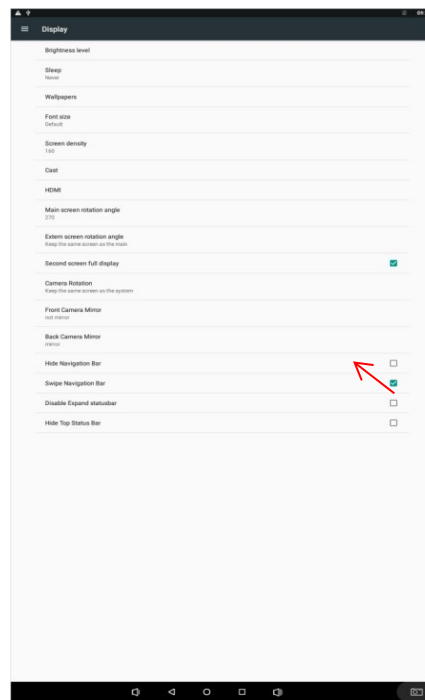 Display
Brightness level
Sleep
Never
Wallpapers
Font size
Default
Screen density
160
Cast
HDMI
Main screen rotation angle
270
Extern screen rotation angle
Keep the same screen as the main
Second screen full display
Camera Rotation
Keep the same screen as the system
Front Camera Mirror
not mirror
Back Camera Mirror
mirror
Hide Navigation Bar
Swipe Navigation Bar
Disable Expand statusbar
Hide Top Status Bar